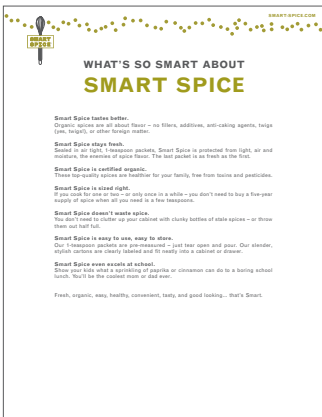 SMART-SPICE.COM
SMART
SPICE
WHAT'S SO SMART ABOUT
SMART SPICE
Smart Spice tastes better.
Organic spices are all about flavor – no fillers, additives, anti-caking agents, twigs
(yes, twigs!), or other foreign matter.
Smart Spice stays fresh.
Sealed in air tight, 1-teaspoon packets, Smart Spice is protected from light, air and
moisture, the enemies of spice flavor. The last packet is as fresh as the first.
Smart Spice is certified organic.
These top-quality spices are healthier for your family, free from toxins and pesticides.
Smart Spice is sized right.
If you cook for one or two – or only once in a while – you don't need to buy a five-year
supply of spice when all you need is a few teaspoons.
Smart Spice doesn't waste spice.
You don't need to clutter up your cabinet with clunky bottles of stale spices – or throw
them out half full.
Smart Spice is easy to use, easy to store.
Our 1-teaspoon packets are pre-measured – just tear open and pour. Our slender,
stylish cartons are clearly labeled and fit neatly into a cabinet or drawer.
Smart Spice even excels at school.
Show your kids what a sprinkling of paprika or cinnamon can do to a boring school
lunch. You'll be the coolest mom or dad ever.
Fresh, organic, easy, healthy, convenient, tasty, and good looking... that's Smart.